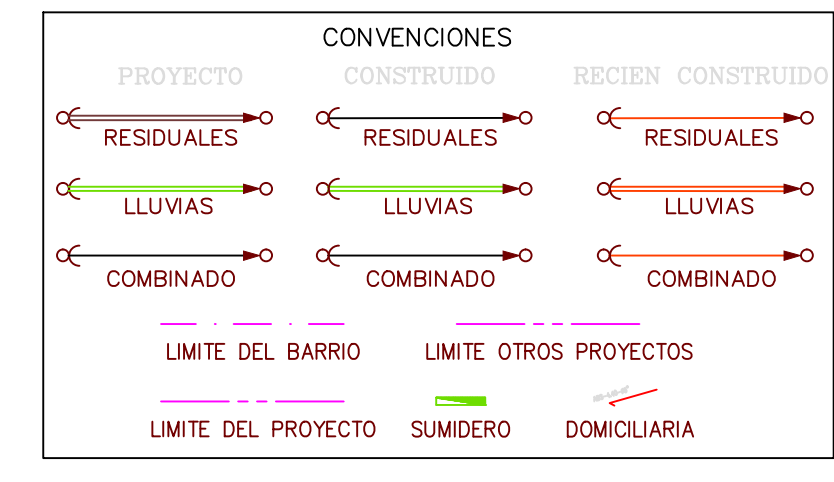 CONVENCIONES
PROYECTO CONSTRUIDO RECIEN CONSTRUIDO
RESIDUALES RESIDUALES RESIDUALES
LLUVIAS LLUVIAS LLUVIAS
COMBINADO COMBINADO COMBINADO
LIMITE DEL BARRIO LIMITE OTROS PROYECTOS
LIMITE DEL PROYECTO SUMIDERO DOMICILIARIA